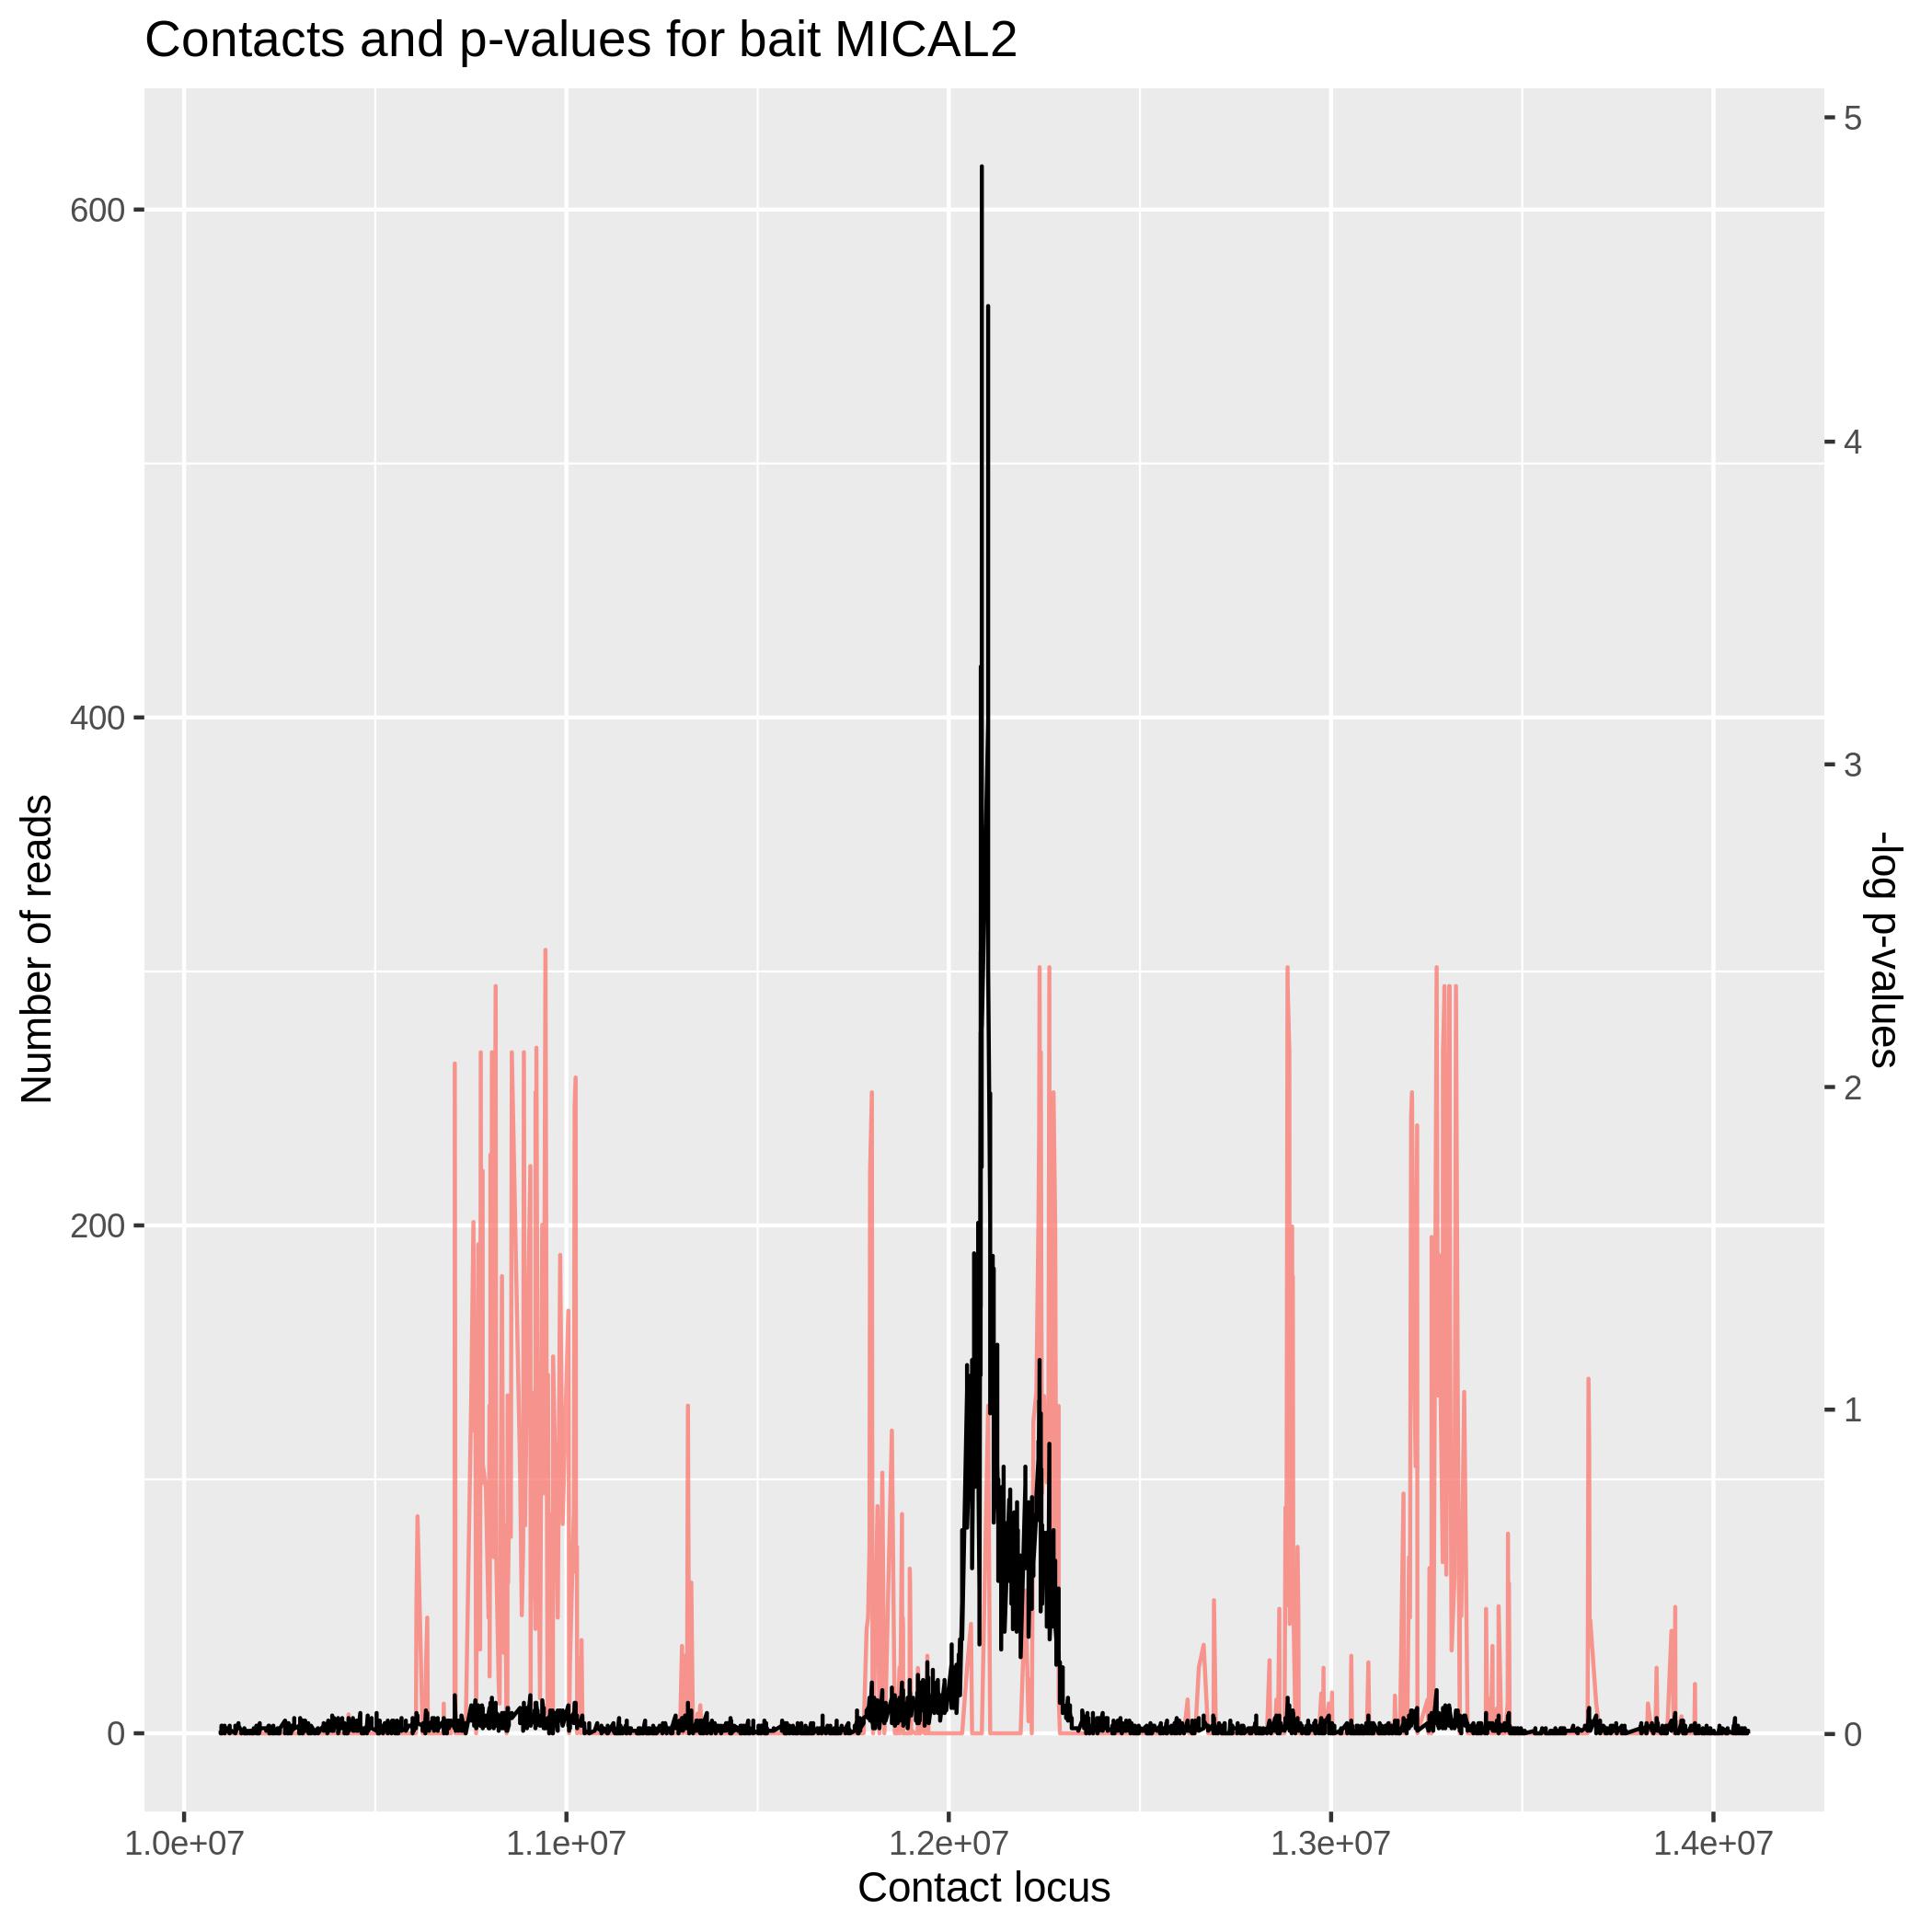 Contacts and p-values for bait MICAL2
600
400
200
0
Number of reads
5
4
3
2
1
0
-log p-values
1.0e+07 1.1e+07 1.2e+07 1.3e+07 1.4e+07
Contact locus